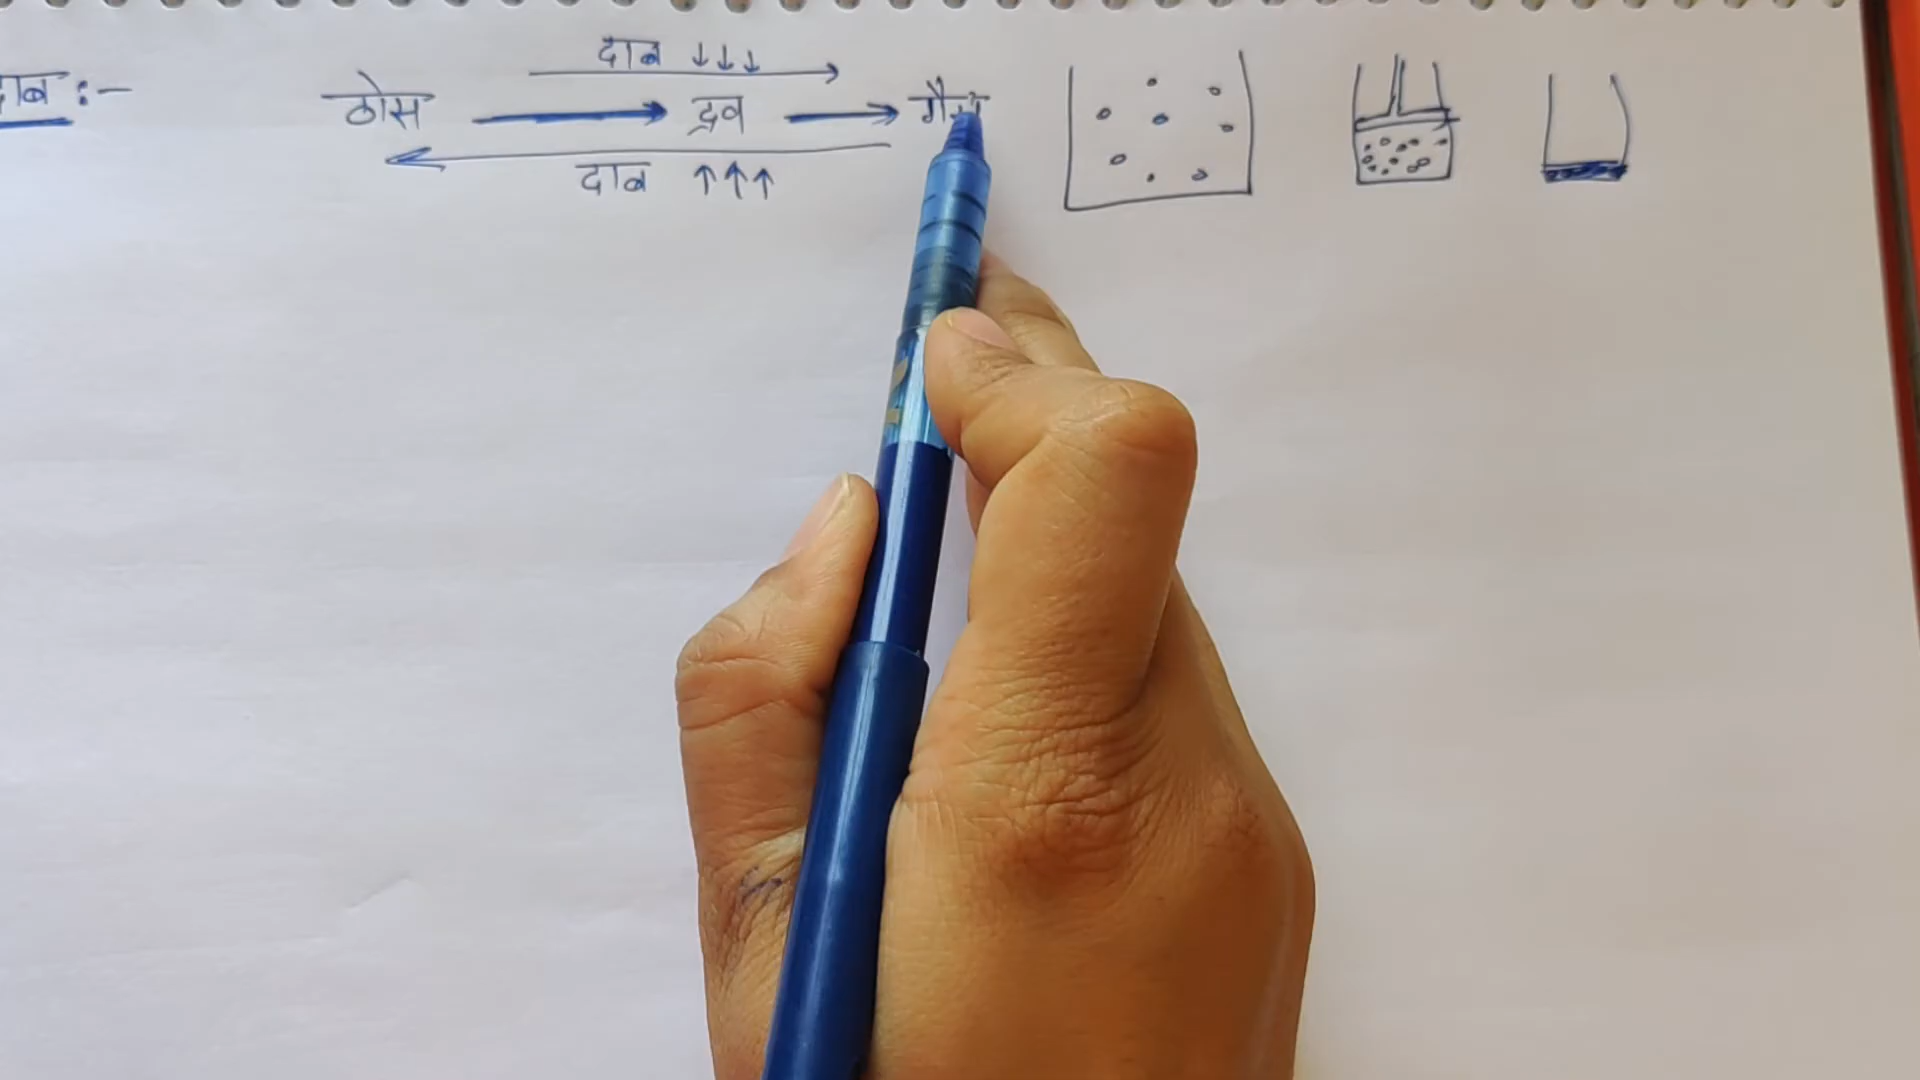 दाब ↓↓↓
दाब :-
ठोस → द्रव →
दाब ↑↑↑